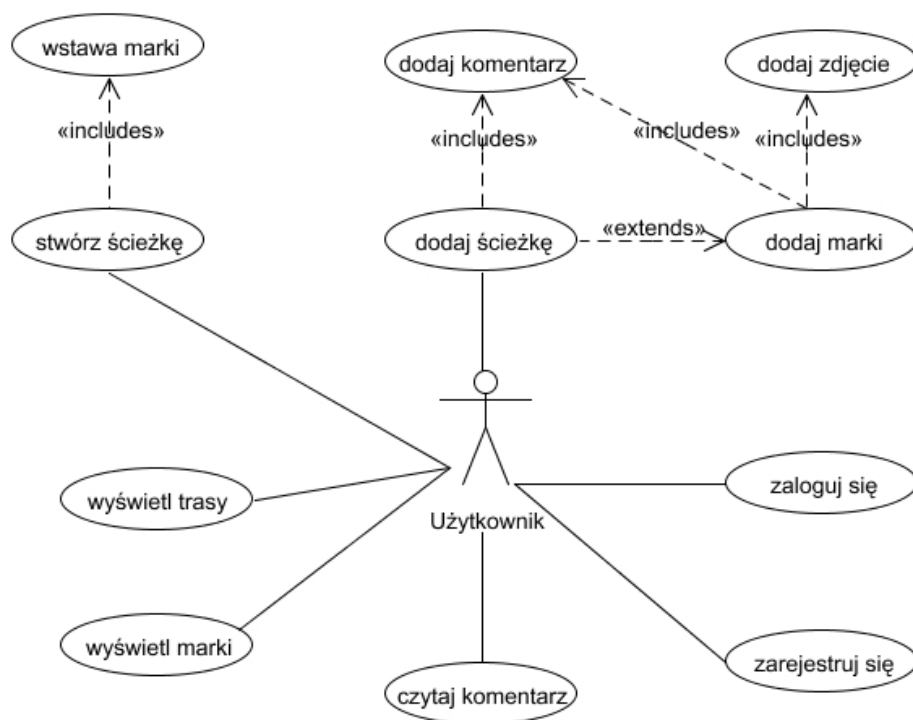 wstawa marki
dodaj komentarz
dodaj zdjęcie
«includes»
«includes»
«includes»
«includes»
stwórz ścieżkę
dodaj ścieżkę
«extends»
dodaj marki
wyświetl trasy
zaloguj się
Użytkownik
wyświetl marki
zarejestruj się
czytaj komentarz